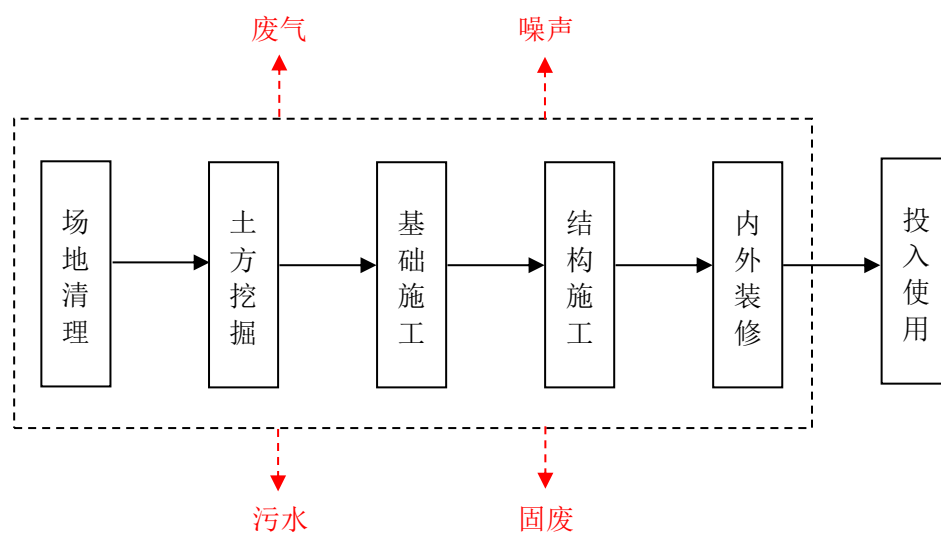 废气
噪声
场地清理
土方挖掘
基础施工
结构施工
内外装修
投入使用
污水
固废